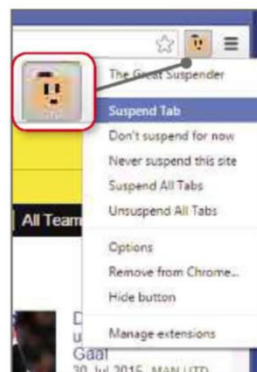 The Great Suspender
Suspend Tab
Don't suspend for now
Never suspend this site
Suspend All Tabs
Unsuspend All Tabs
All Team
Options
Remove from Chrome...
Hide button
Manage extensions
Gaal
30 Jul 2015 MAN UTD